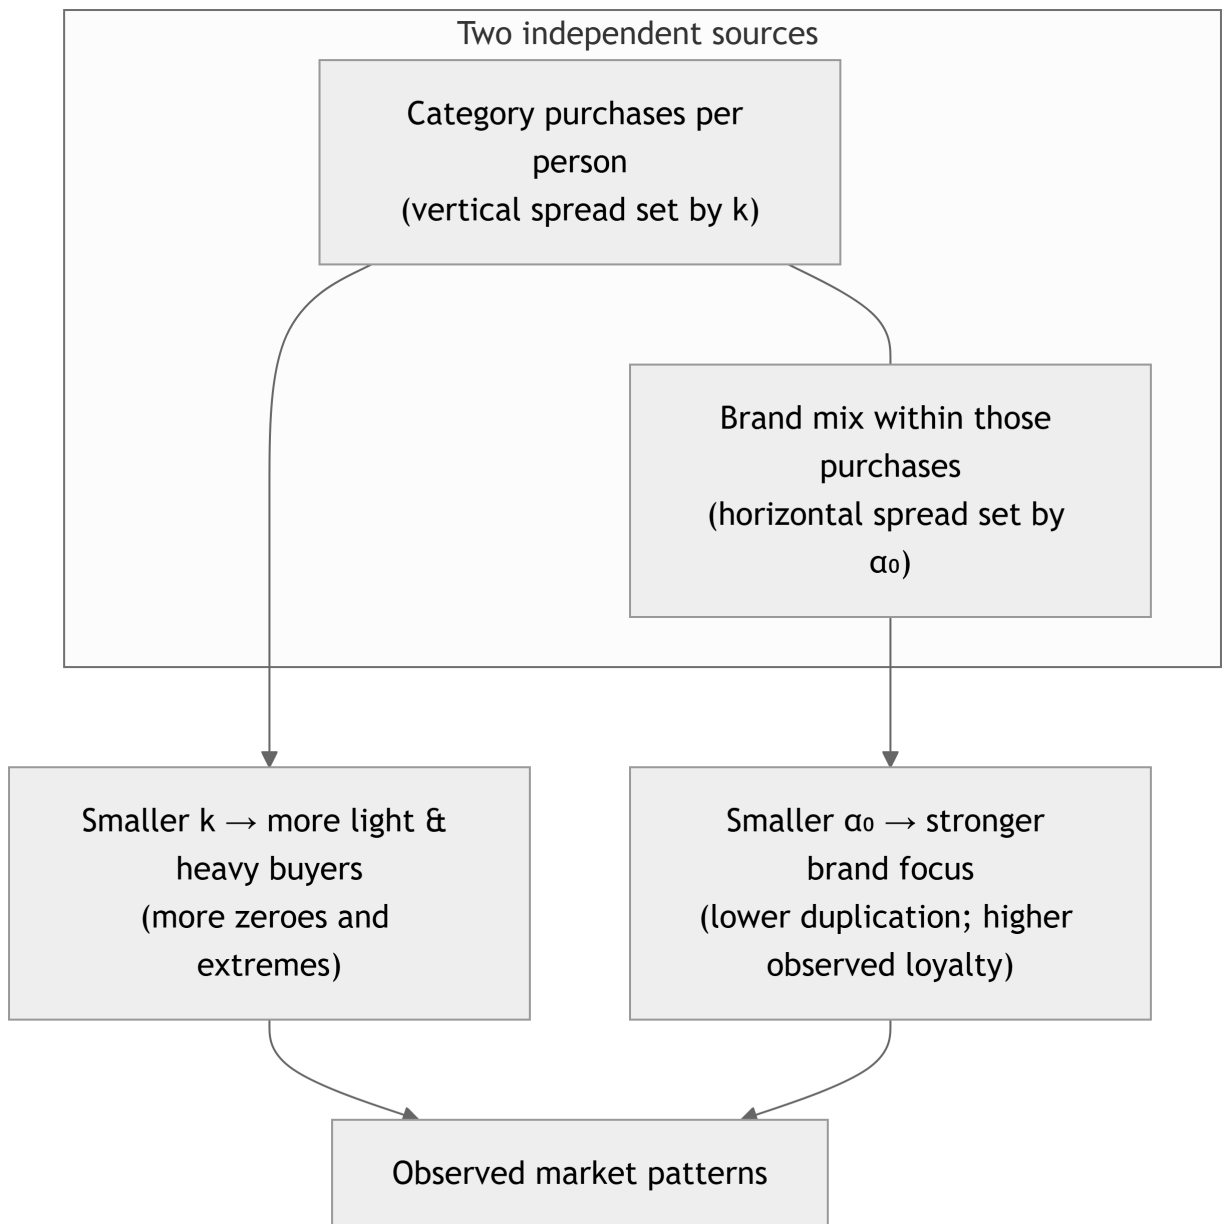 Two independent sources
Category purchases per
person
(vertical spread set by k)
Brand mix within those
purchases
(horizontal spread set by
α₀)
Smaller k → more light &
heavy buyers
(more zeroes and
extremes)
Smaller α₀ → stronger
brand focus
(lower duplication; higher
observed loyalty)
Observed market patterns